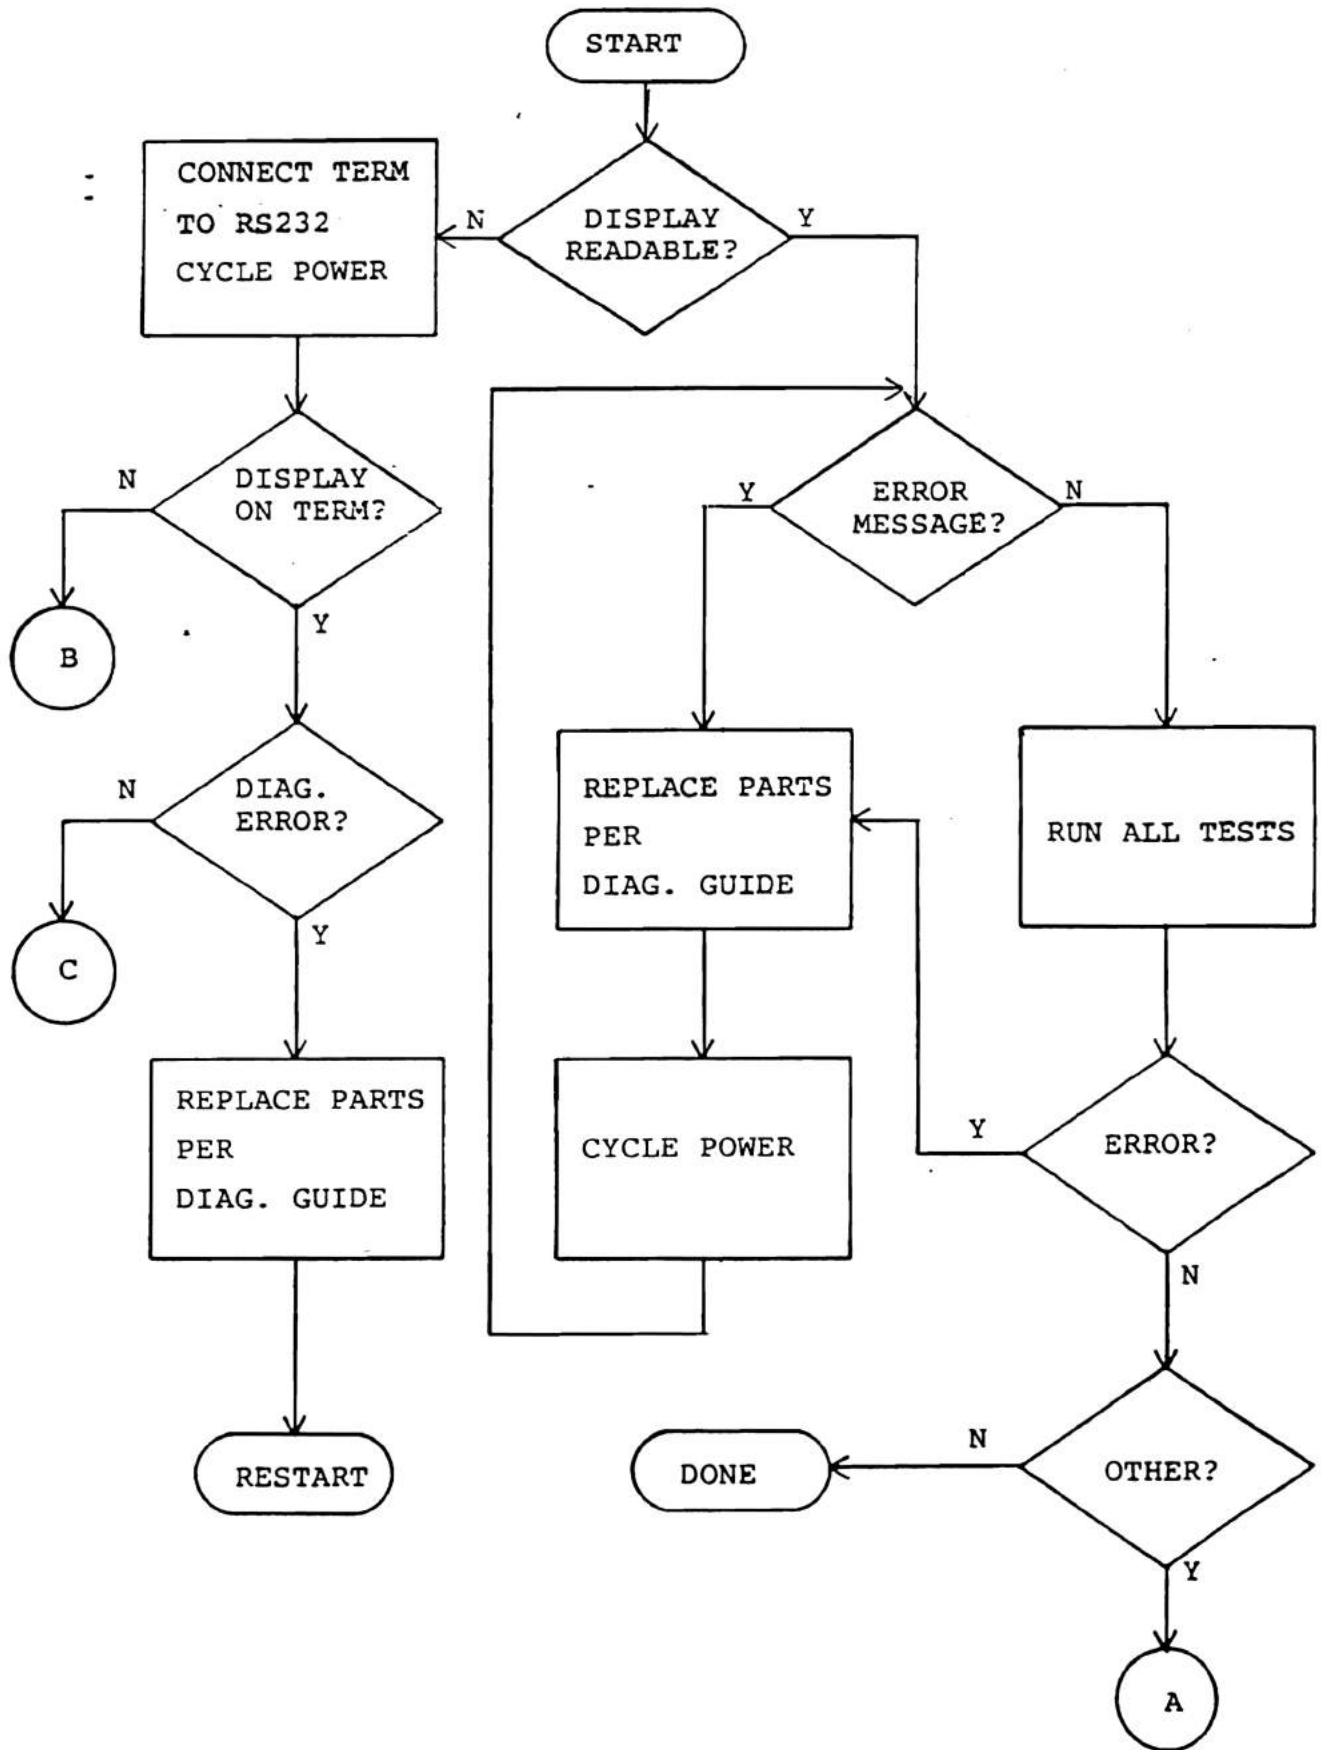 START
CONNECT TERM
TO RS232
CYCLE POWER
N
DISPLAY
READABLE?
Y
N
DISPLAY
ON TERM?
Y
B
Y
ERROR
MESSAGE?
N
N
DIAG.
ERROR?
Y
C
REPLACE PARTS
PER
DIAG. GUIDE
RUN ALL TESTS
REPLACE PARTS
PER
DIAG. GUIDE
CYCLE POWER
Y
ERROR?
N
RESTART
DONE
N
OTHER?
Y
A